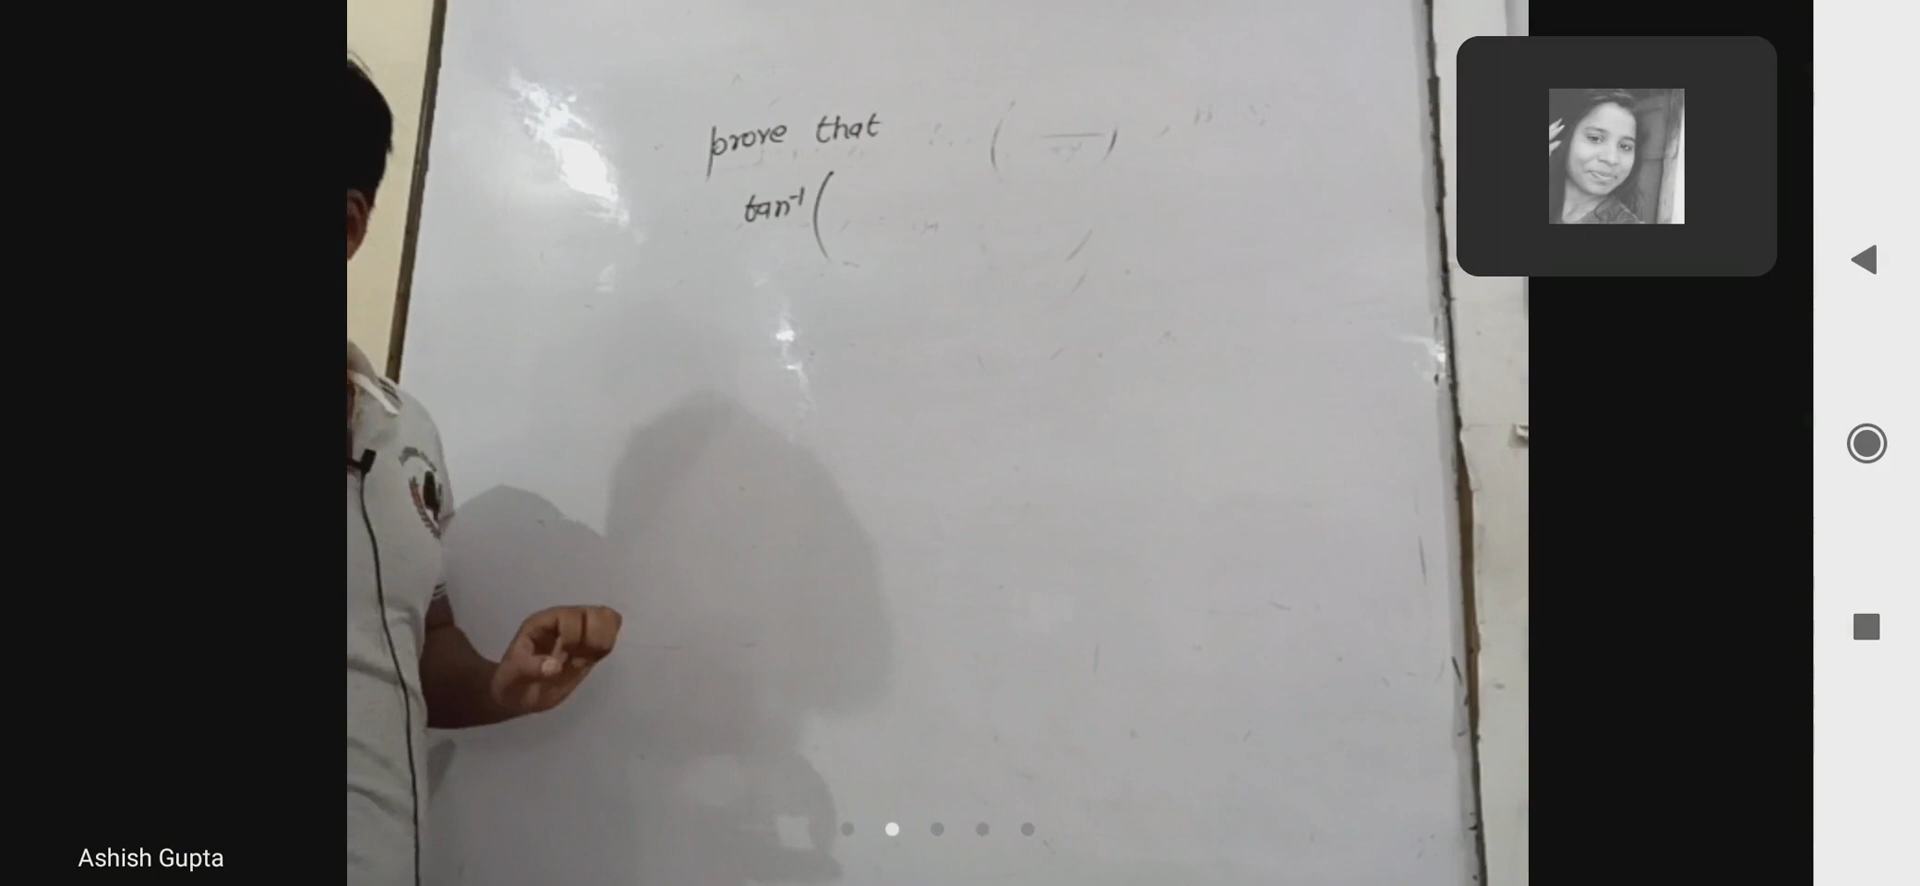 prove that
tan⁻¹(
Ashish Gupta